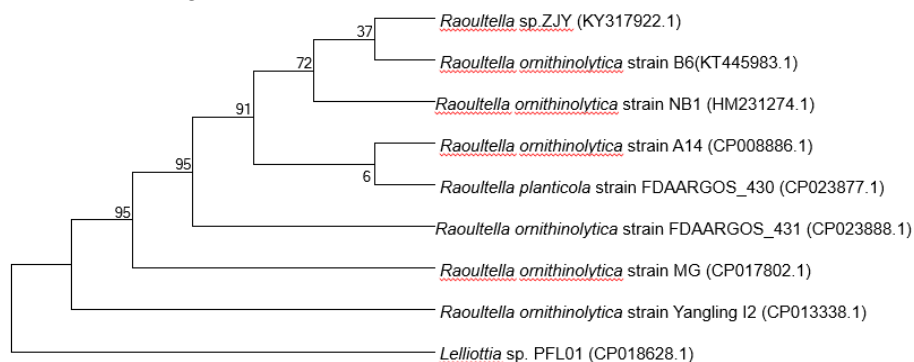 Raoultella sp.ZJY (KY317922.1)
37
Raoultella ornithinolytica strain B6(KT445983.1)
72
Raoultella ornithinolytica strain NB1 (HM231274.1)
91
Raoultella ornithinolytica strain A14 (CP008886.1)
95
6
Raoultella planticola strain FDAARGOS_430 (CP023877.1)
95
Raoultella ornithinolytica strain FDAARGOS_431 (CP023888.1)
Raoultella ornithinolytica strain MG (CP017802.1)
Raoultella ornithinolytica strain Yangling I2 (CP013338.1)
Lelliottia sp. PFL01 (CP018628.1)